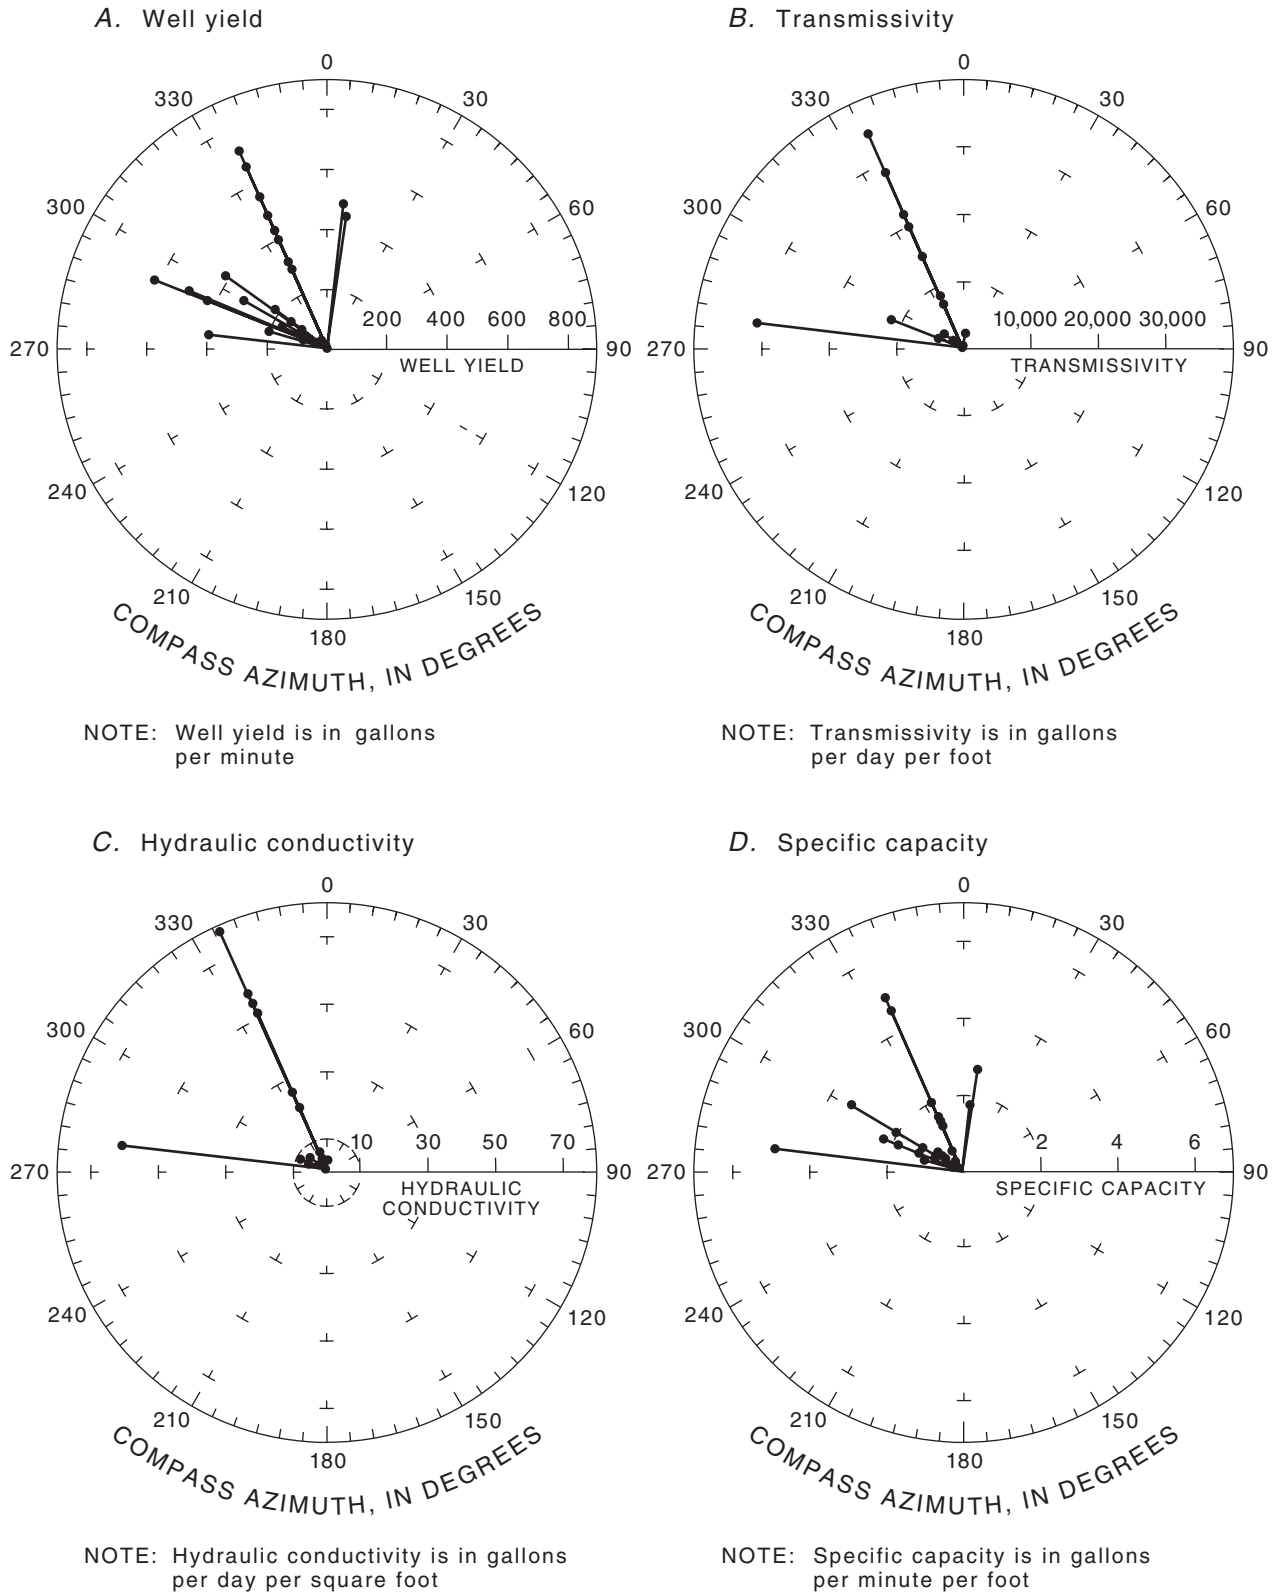 A. Well yield
0
330
30
300
60
200 400 600 800
270
90
WELL YIELD
240
120
210
150
180
COMPASS AZIMUTH, IN DEGREES
NOTE: Well yield is in gallons
per minute
B. Transmissivity
0
330
30
300
60
10,000 20,000 30,000
270
90
TRANSMISSIVITY
240
120
210
150
180
COMPASS AZIMUTH, IN DEGREES
NOTE: Transmissivity is in gallons
per day per foot
C. Hydraulic conductivity
0
330
30
300
60
10 30 50 70
270
90
HYDRAULIC
CONDUCTIVITY
240
120
210
150
180
COMPASS AZIMUTH, IN DEGREES
NOTE: Hydraulic conductivity is in gallons
per day per square foot
D. Specific capacity
0
330
30
300
60
2 4 6
270
90
SPECIFIC CAPACITY
240
120
210
150
180
COMPASS AZIMUTH, IN DEGREES
NOTE: Specific capacity is in gallons
per minute per foot